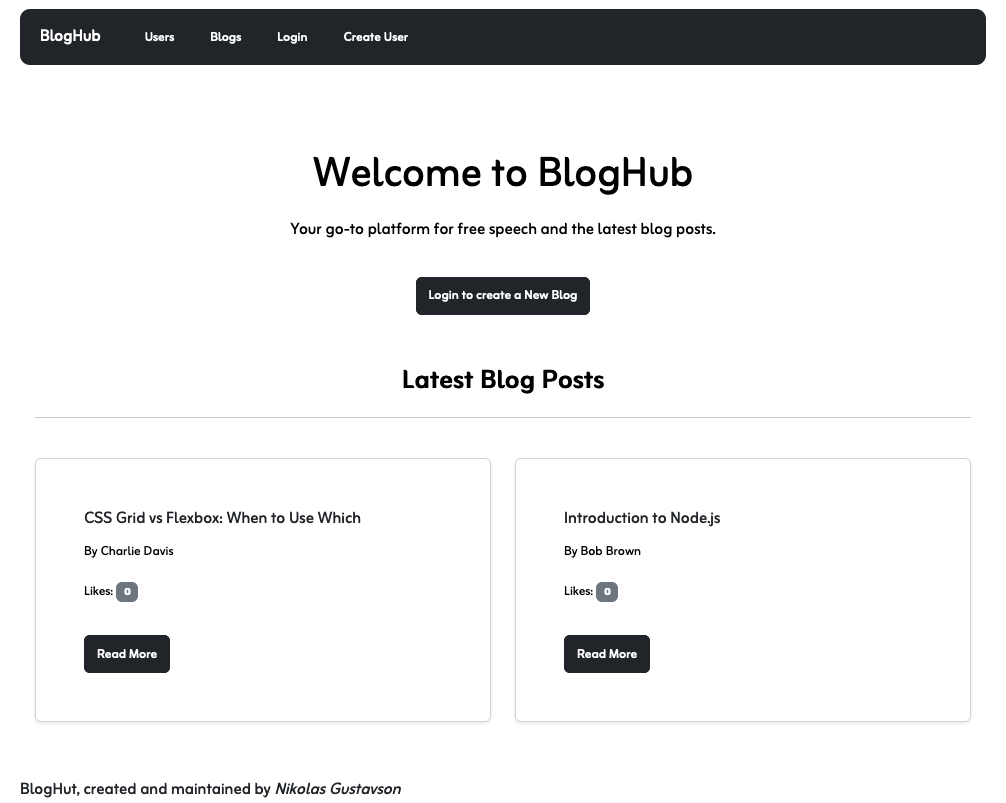 BlogHub Users Blogs Login Create User
Welcome to BlogHub
Your go-to platform for free speech and the latest blog posts.
Login to create a New Blog
Latest Blog Posts
CSS Grid vs Flexbox: When to Use Which
By Charlie Davis
Likes: 0
Read More
Introduction to Node.js
By Bob Brown
Likes: 0
Read More
BlogHut, created and maintained by Nikolas Gustavson